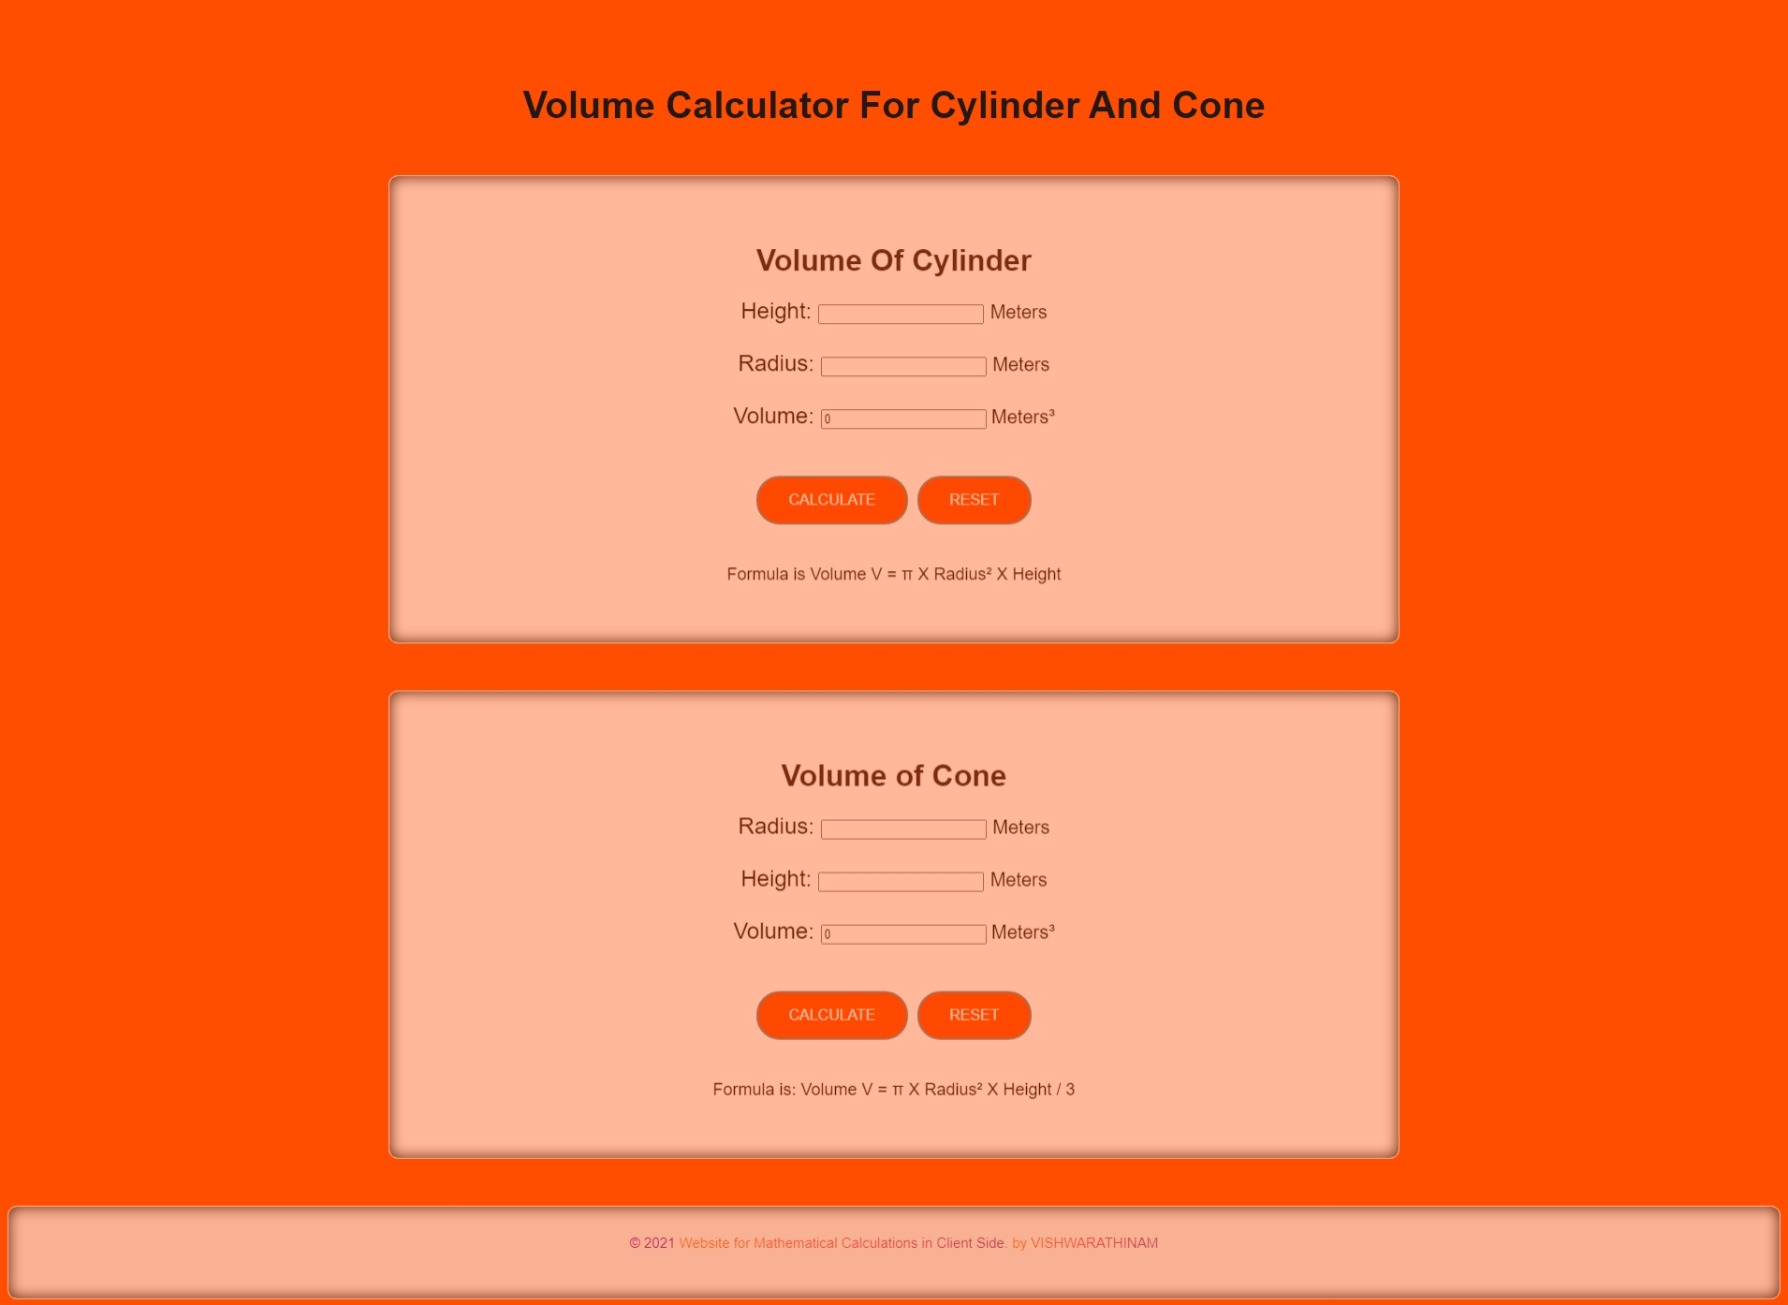 Volume Calculator For Cylinder And Cone
Volume Of Cylinder
Height: Meters
Radius: Meters
Volume: 0 Meters³
CALCULATE RESET
Formula is Volume V = π X Radius² X Height
Volume of Cone
Radius: Meters
Height: Meters
Volume: 0 Meters³
CALCULATE RESET
Formula is: Volume V = π X Radius² X Height / 3
© 2021 Website for Mathematical Calculations in Client Side. by VISHWARATHINAM